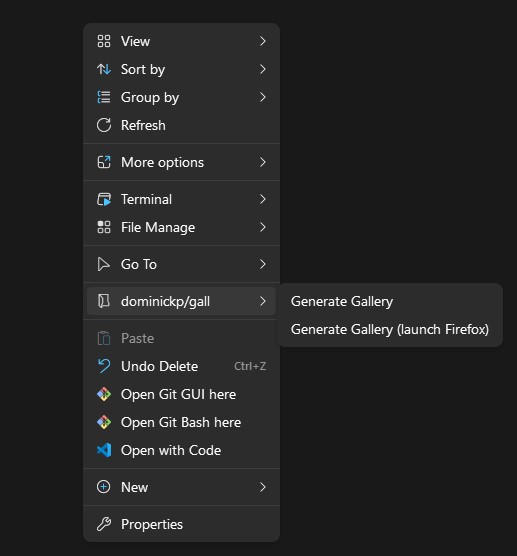 View
Sort by
Group by
Refresh
More options
Terminal
File Manage
Go To
dominickp/gall
Generate Gallery
Generate Gallery (launch Firefox)
Paste
Undo Delete Ctrl+Z
Open Git GUI here
Open Git Bash here
Open with Code
New
Properties